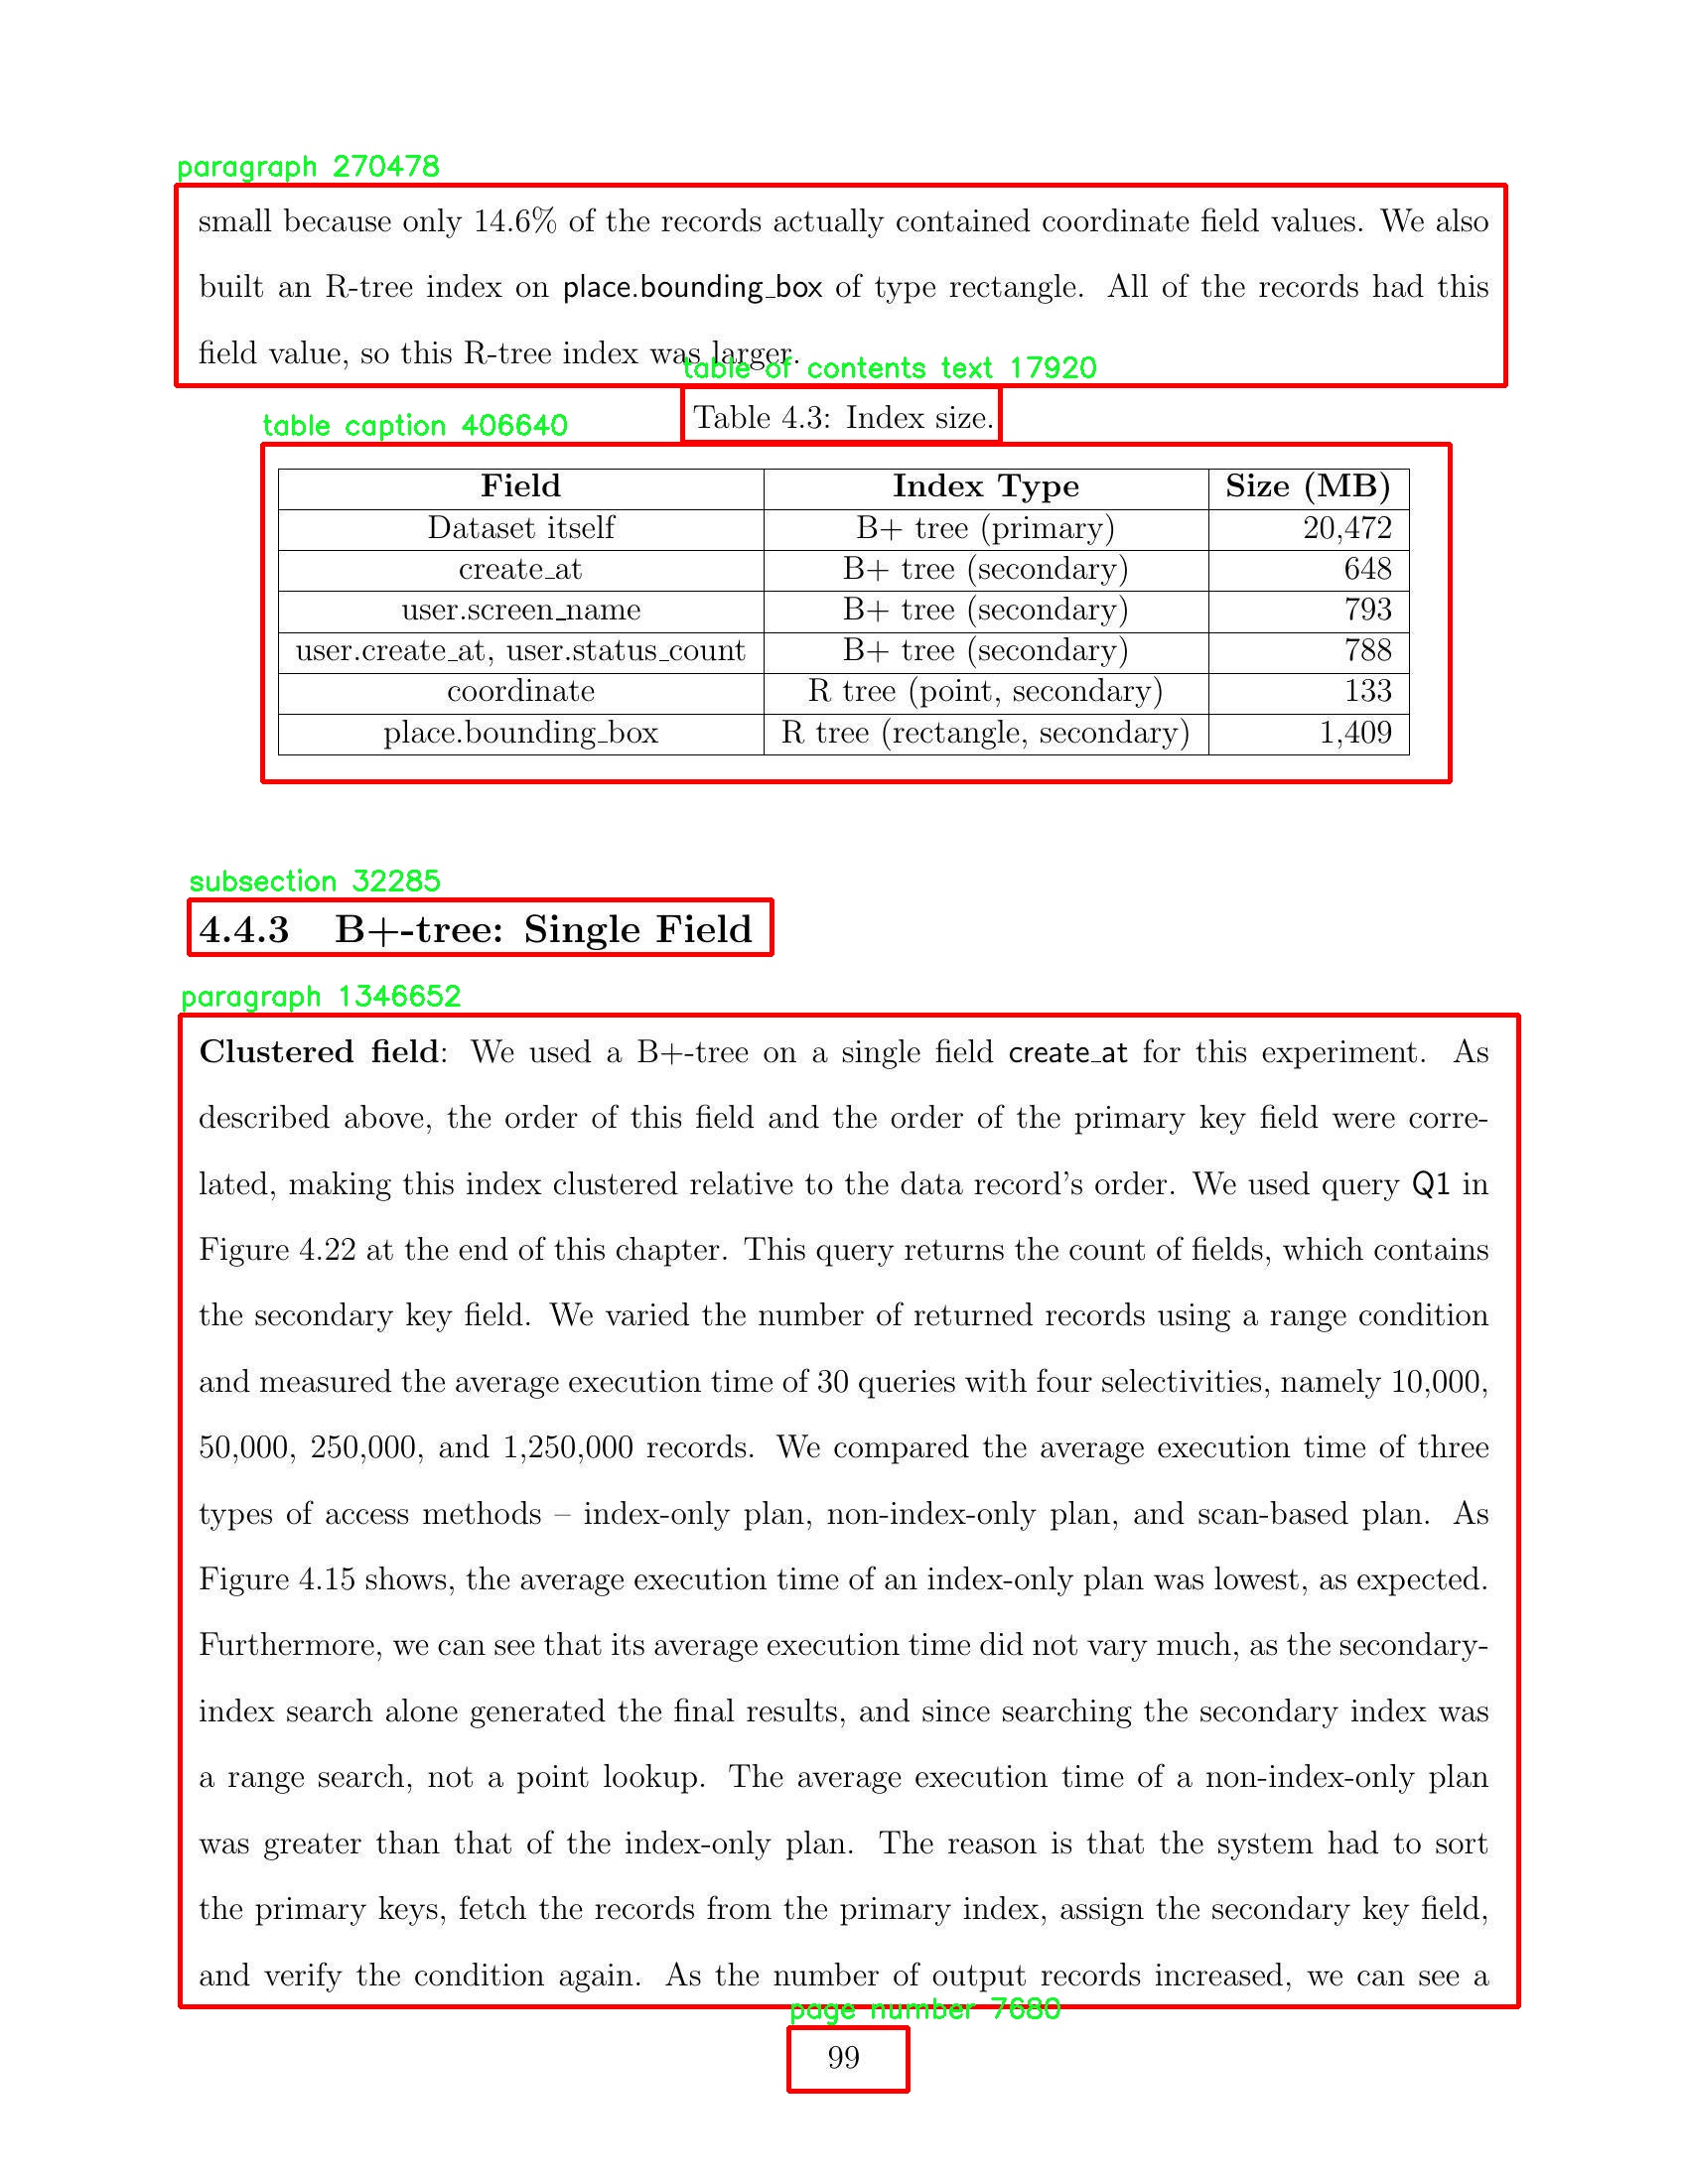 paragraph 270478
small because only 14.6% of the records actually contained coordinate field values. We also
built an R-tree index on place.bounding_box of type rectangle. All of the records had this
field value, so this R-tree index was larger.
table of contents text 17920
Table 4.3: Index size.
table caption 406640
Field Index Type Size (MB)
Dataset itself B+ tree (primary) 20,472
create_at B+ tree (secondary) 648
user.screen_name B+ tree (secondary) 793
user.create_at, user.status_count B+ tree (secondary) 788
coordinate R tree (point, secondary) 133
place.bounding_box R tree (rectangle, secondary) 1,409
subsection 32285
4.4.3 B+-tree: Single Field
paragraph 1346652
Clustered field: We used a B+-tree on a single field create_at for this experiment. As
described above, the order of this field and the order of the primary key field were corre-
lated, making this index clustered relative to the data record's order. We used query Q1 in
Figure 4.22 at the end of this chapter. This query returns the count of fields, which contains
the secondary key field. We varied the number of returned records using a range condition
and measured the average execution time of 30 queries with four selectivities, namely 10,000,
50,000, 250,000, and 1,250,000 records. We compared the average execution time of three
types of access methods – index-only plan, non-index-only plan, and scan-based plan. As
Figure 4.15 shows, the average execution time of an index-only plan was lowest, as expected.
Furthermore, we can see that its average execution time did not vary much, as the secondary-
index search alone generated the final results, and since searching the secondary index was
a range search, not a point lookup. The average execution time of a non-index-only plan
was greater than that of the index-only plan. The reason is that the system had to sort
the primary keys, fetch the records from the primary index, assign the secondary key field,
and verify the condition again. As the number of output records increased, we can see a
page number 7680
99